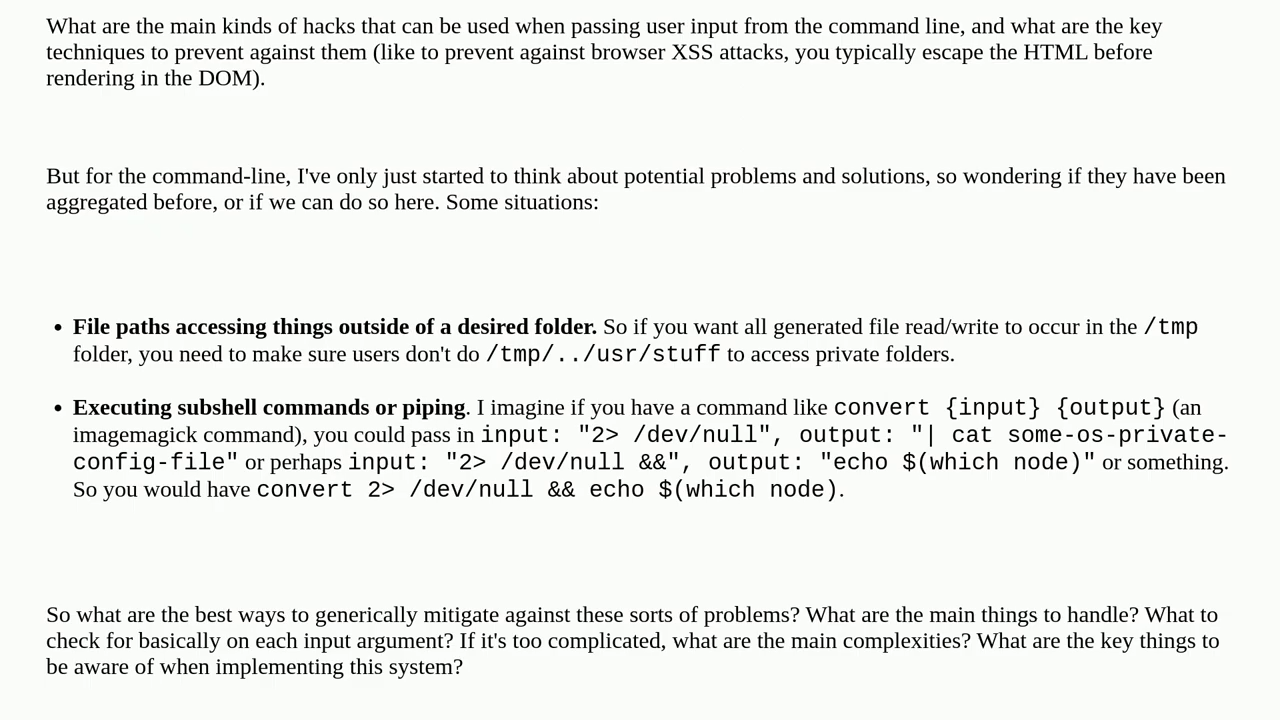 What are the main kinds of hacks that can be used when passing user input from the command line, and what are the key
techniques to prevent against them (like to prevent against browser XSS attacks, you typically escape the HTML before
rendering in the DOM).
But for the command-line, I've only just started to think about potential problems and solutions, so wondering if they have been
aggregated before, or if we can do so here. Some situations:
• File paths accessing things outside of a desired folder. So if you want all generated file read/write to occur in the /tmp
folder, you need to make sure users don't do /tmp/../usr/stuff to access private folders.
• Executing subshell commands or piping. I imagine if you have a command like convert {input} {output} (an
imagemagick command), you could pass in input: "2> /dev/null", output: "| cat some-os-private-
config-file" or perhaps input: "2> /dev/null &&", output: "echo $(which node)" or something.
So you would have convert 2> /dev/null && echo $(which node).
So what are the best ways to generically mitigate against these sorts of problems? What are the main things to handle? What to
check for basically on each input argument? If it's too complicated, what are the main complexities? What are the key things to
be aware of when implementing this system?